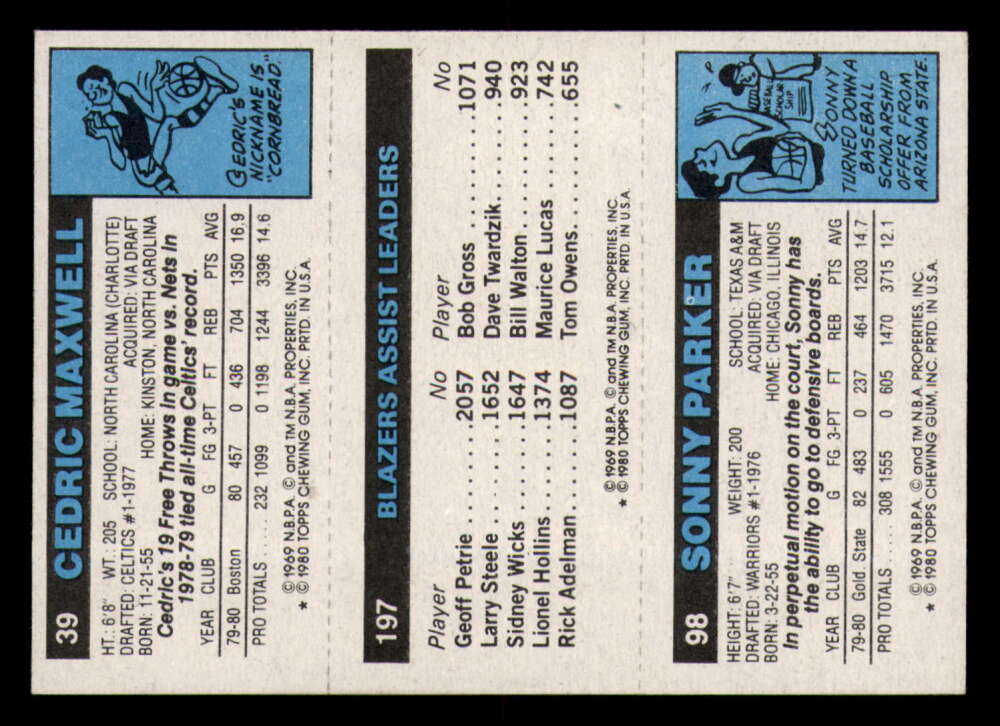 39 CEDRIC MAXWELL
HT.: 6'8" WT.: 205 SCHOOL: NORTH CAROLINA (CHARLOTTE)
DRAFTED: CELTICS #1-1977 ACQUIRED: VIA DRAFT
BORN: 11-21-55 HOME: KINSTON, NORTH CAROLINA
Cedric's 19 Free Throws in game vs. Nets in
1978-79 tied all-time Celtics' record.
YEAR CLUB G FG 3-PT FT REB PTS AVG
79-80 Boston 80 457 0 436 704 1350 16.9
PRO TOTALS .... 232 1099 0 1198 1244 3396 14.6
© 1969 N.B.P.A. © and TM N.B.A. PROPERTIES, INC.
★ © 1980 TOPPS CHEWING GUM, INC. PRTD. IN U.S.A.
CEDRIC'S
NICKNAME IS
"CORNBREAD."
197 BLAZERS ASSIST LEADERS
Player No Player No
Geoff Petrie 2057 Bob Gross 1071
Larry Steele 1652 Dave Twardzik 940
Sidney Wicks 1647 Bill Walton 923
Lionel Hollins 1374 Maurice Lucas 742
Rick Adelman 1087 Tom Owens 655
© 1969 N.B.P.A. © and TM N.B.A. PROPERTIES, INC.
★ © 1980 TOPPS CHEWING GUM, INC. PRTD. IN U.S.A.
98 SONNY PARKER
HEIGHT: 6'7" WEIGHT: 200 SCHOOL: TEXAS A&M
DRAFTED: WARRIORS #1-1976 ACQUIRED: VIA DRAFT
BORN: 3-22-55 HOME: CHICAGO, ILLINOIS
In perpetual motion on the court, Sonny has
the ability to go to defensive boards.
YEAR CLUB G FG 3-PT FT REB PTS AVG
79-80 Gold. State 82 483 0 237 464 1203 14.7
PRO TOTALS .... 308 1555 0 605 1470 3715 12.1
© 1969 N.B.P.A. © and TM N.B.A. PROPERTIES, INC.
★ © 1980 TOPPS CHEWING GUM, INC. PRTD. IN U.S.A.
BASEBALL
SCHOLAR
SHIP
SONNY
TURNED DOWN A
BASEBALL
SCHOLARSHIP
OFFER FROM
ARIZONA STATE.